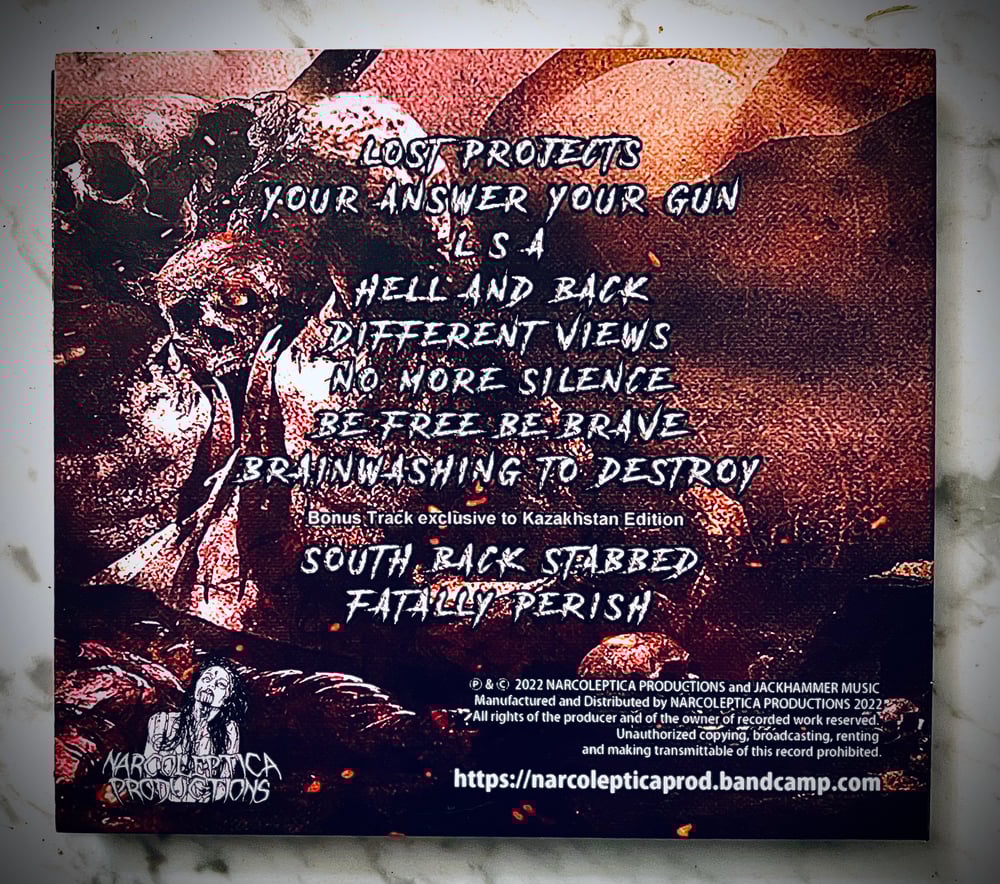 LOST PROJECTS
YOUR ANSWER YOUR GUN
L S A
HELL AND BACK
DIFFERENT VIEWS
NO MORE SILENCE
BE FREE BE BRAVE
BRAINWASHING TO DESTROY
Bonus Track exclusive to Kazakhstan Edition
SOUTH BACK STABBED
FATALLY PERISH
℗ & © 2022 NARCOLEPTICA PRODUCTIONS and JACKHAMMER MUSIC
Manufactured and Distributed by NARCOLEPTICA PRODUCTIONS 2022
All rights of the producer and of the owner of recorded work reserved.
Unauthorized copying, broadcasting, renting
and making transmittable of this record prohibited.
https://narcolepticaprod.bandcamp.com
NARCOLEPTICA
PRODUCTIONS